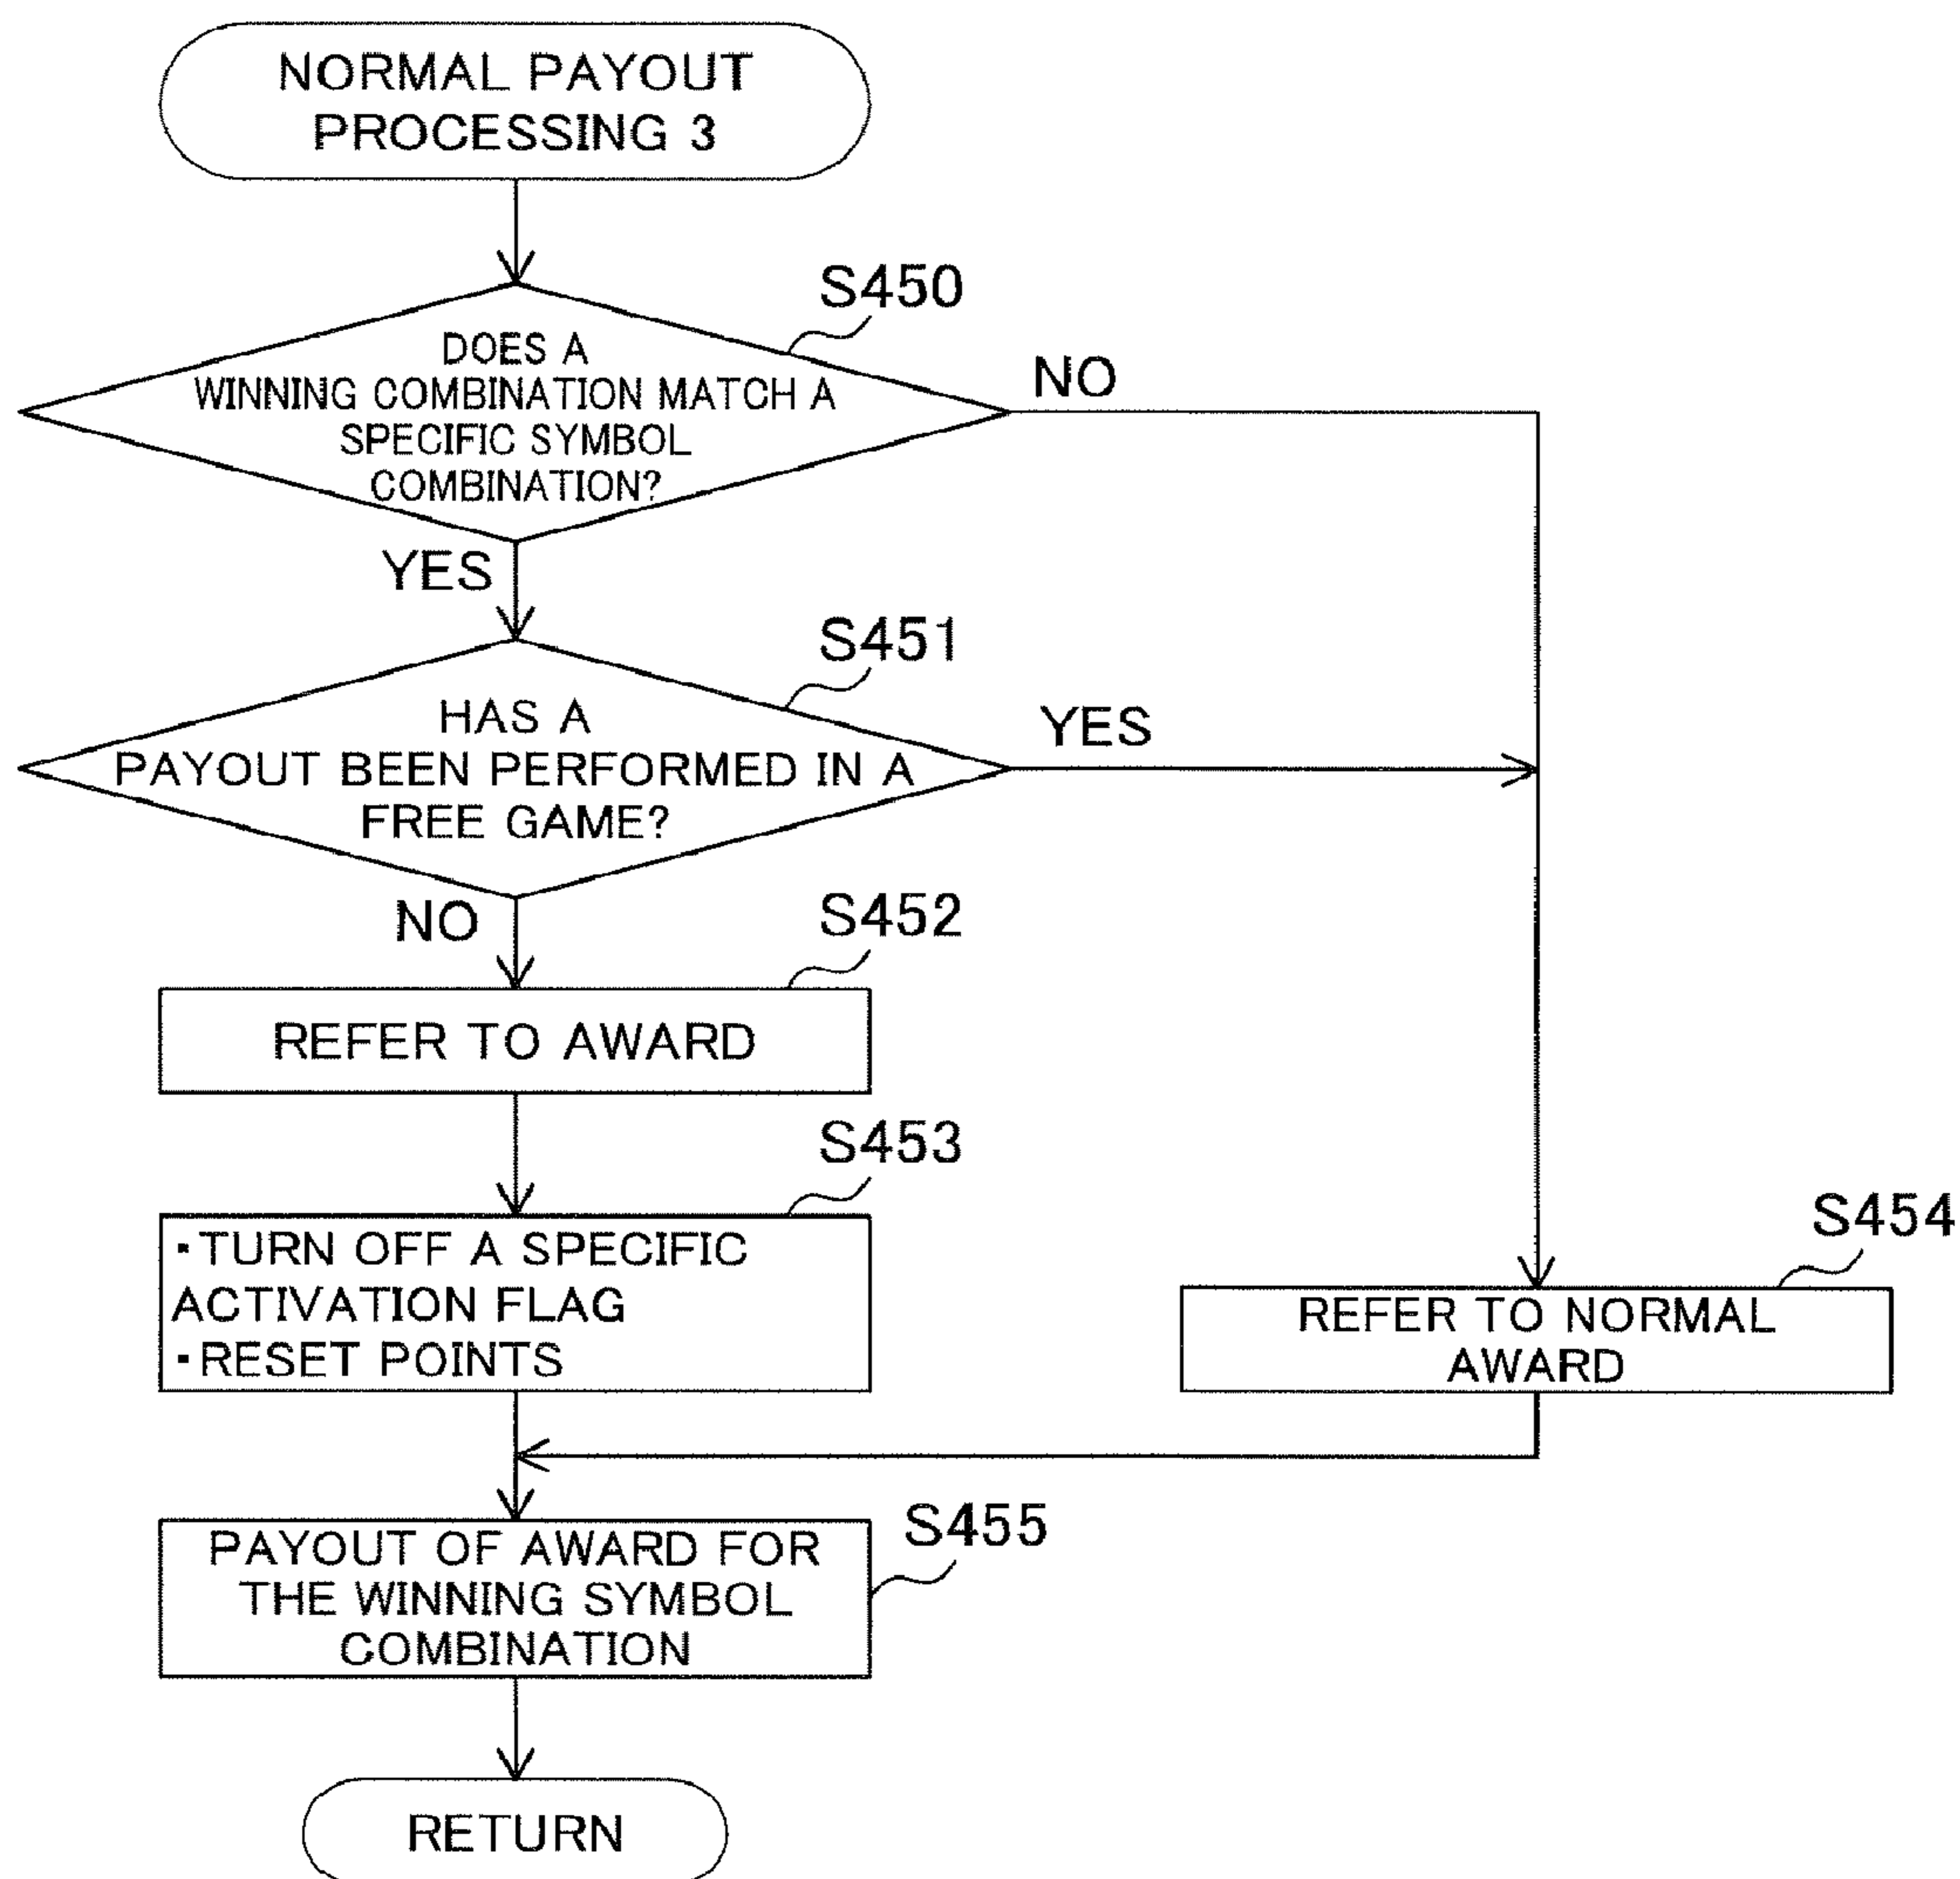 NORMAL PAYOUT
PROCESSING 3
S450
DOES A
WINNING COMBINATION MATCH A
SPECIFIC SYMBOL
COMBINATION?
NO
YES
S451
HAS A
PAYOUT BEEN PERFORMED IN A
FREE GAME?
YES
NO
S452
REFER TO AWARD
S453
▪TURN OFF A SPECIFIC
ACTIVATION FLAG
▪RESET POINTS
S454
REFER TO NORMAL
AWARD
S455
PAYOUT OF AWARD FOR
THE WINNING SYMBOL
COMBINATION
RETURN